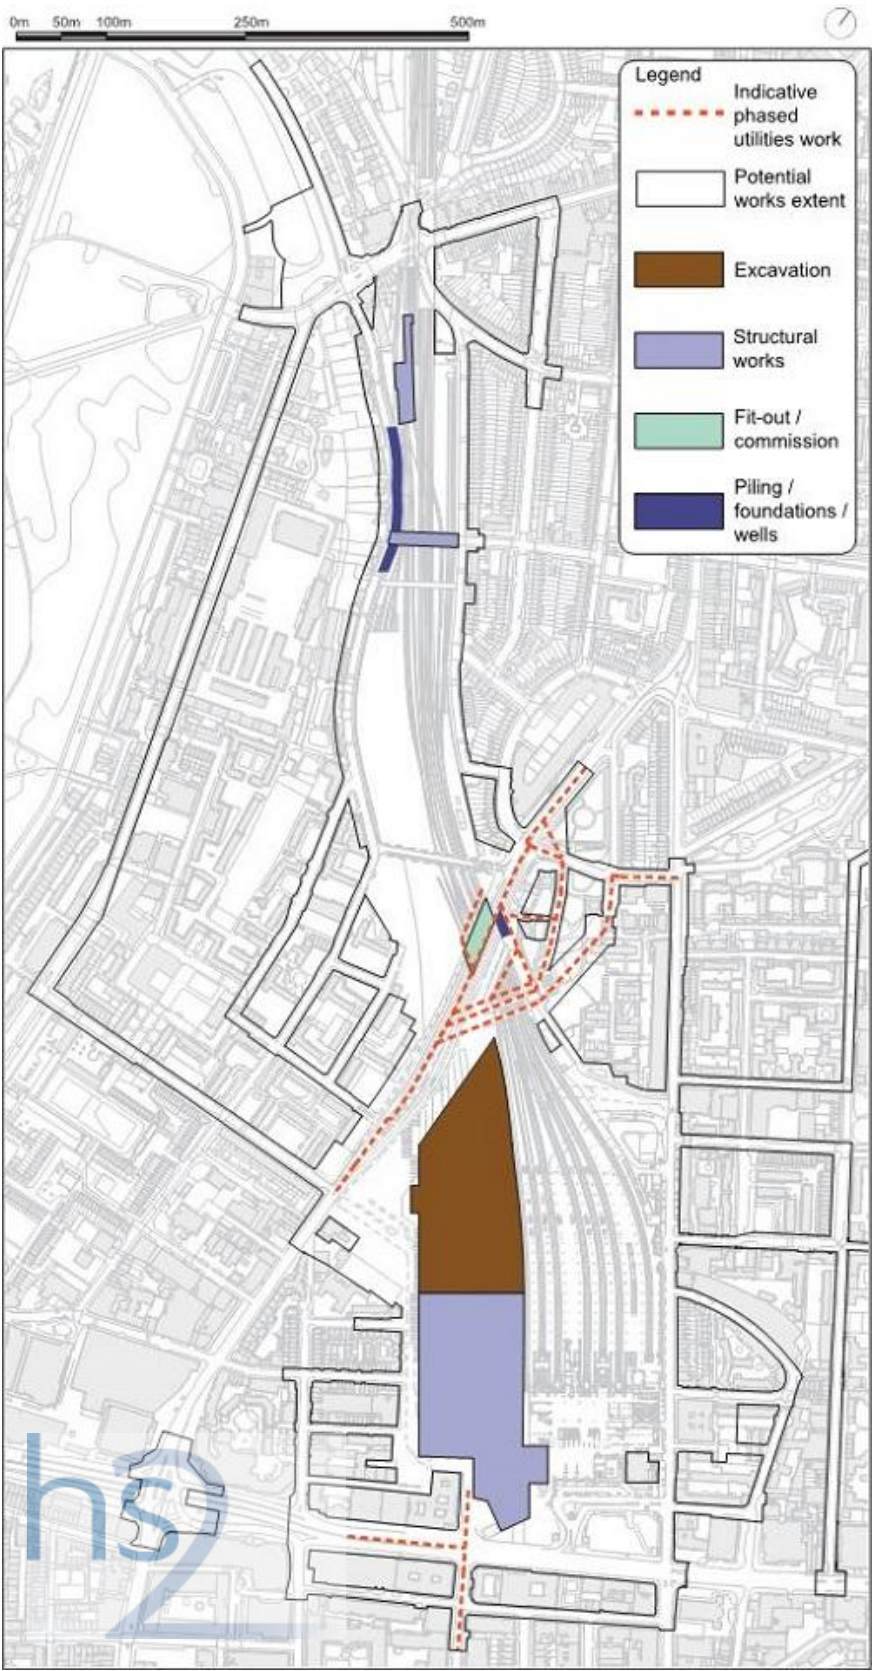 0m 50m 100m 250m 500m
Legend
Indicative
phased
utilities work
Potential
works extent
Excavation
Structural
works
Fit-out /
commission
Piling /
foundations /
wells
hs2